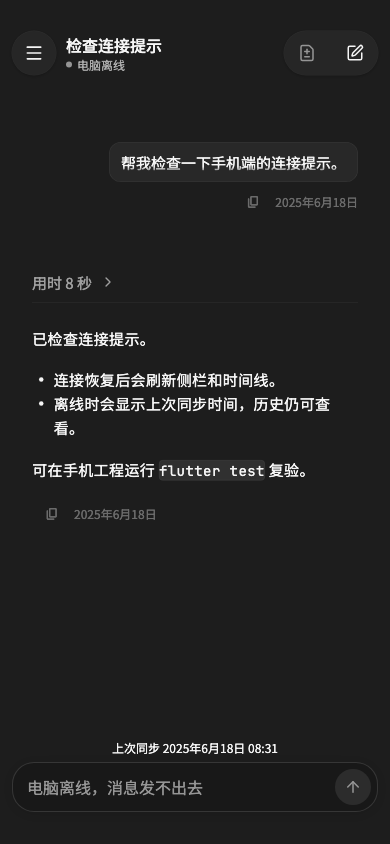 检查连接提示
电脑离线
帮我检查一下手机端的连接提示。
2025年6月18日
用时 8 秒
已检查连接提示。
• 连接恢复后会刷新侧栏和时间线。
• 离线时会显示上次同步时间，历史仍可查
看。
可在手机工程运行 flutter test 复验。
2025年6月18日
上次同步 2025年6月18日 08:31
电脑离线，消息发不出去